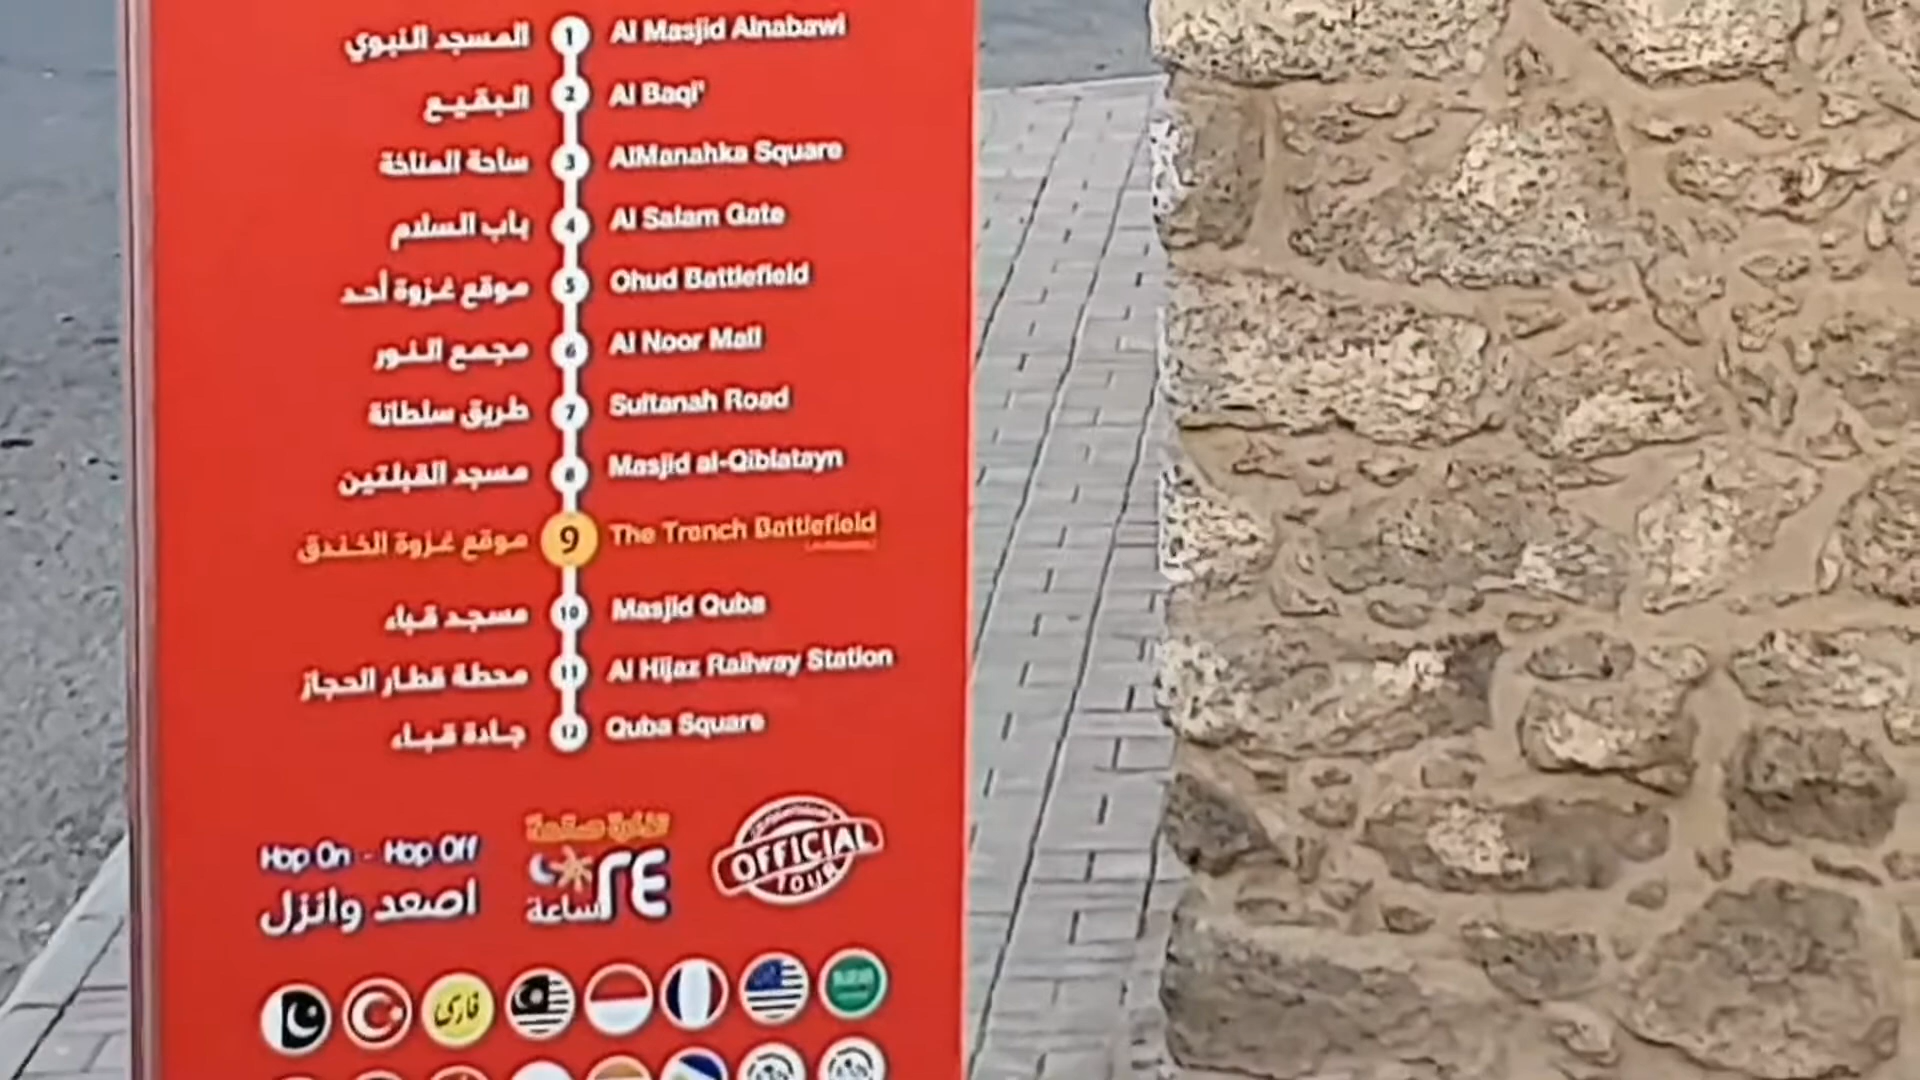 المسجد النبوي 1 Al Masjid Alnabawi
البقيع 2 Al Baqi'
ساحة المناخة 3 AlManahka Square
باب السلام 4 Al Salam Gate
موقع غزوة أحد 5 Ohud Battlefield
مجمع النور 6 Al Noor Mall
طريق سلطانة 7 Sultanah Road
مسجد القبلتين 8 Masjid al-Qiblatayn
موقع غزوة الخندق 9 The Trench Battlefield
مسجد قباء 10 Masjid Quba
محطة قطار الحجاز 11 Al Hijaz Railway Station
جادة قباء 12 Quba Square
Hop On - Hop Off
اصعد وانزل
تذكرة صالحة
٢٤
ساعة
OFFICIAL
TOUR
فارسی